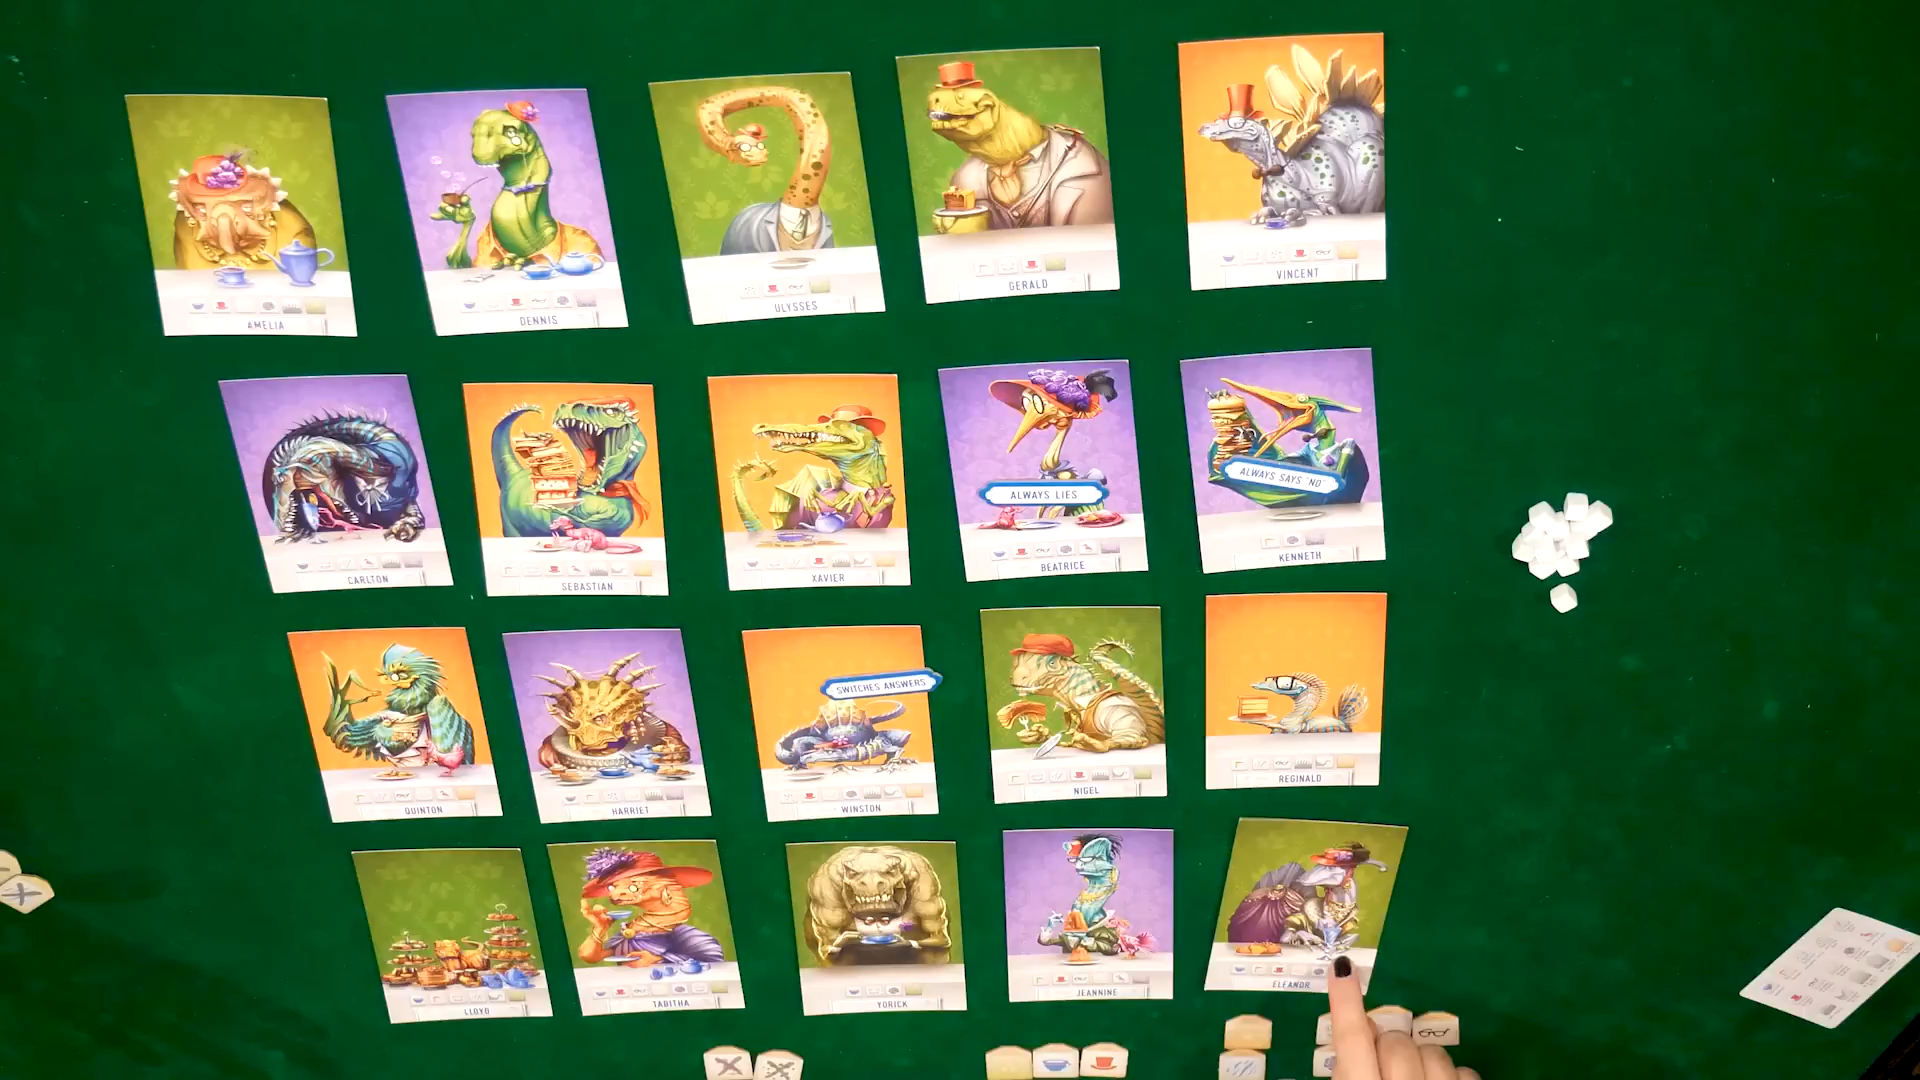 AMELIA
DENNIS
ULYSSES
GERALD
VINCENT
CARLTON
SEBASTIAN
XAVIER
ALWAYS LIES
BEATRICE
ALWAYS SAYS "NO"
KENNETH
QUINTON
HARRIET
SWITCHES ANSWERS
WINSTON
NIGEL
REGINALD
LLOYD
TABITHA
YORICK
JEANNINE
ELEANOR